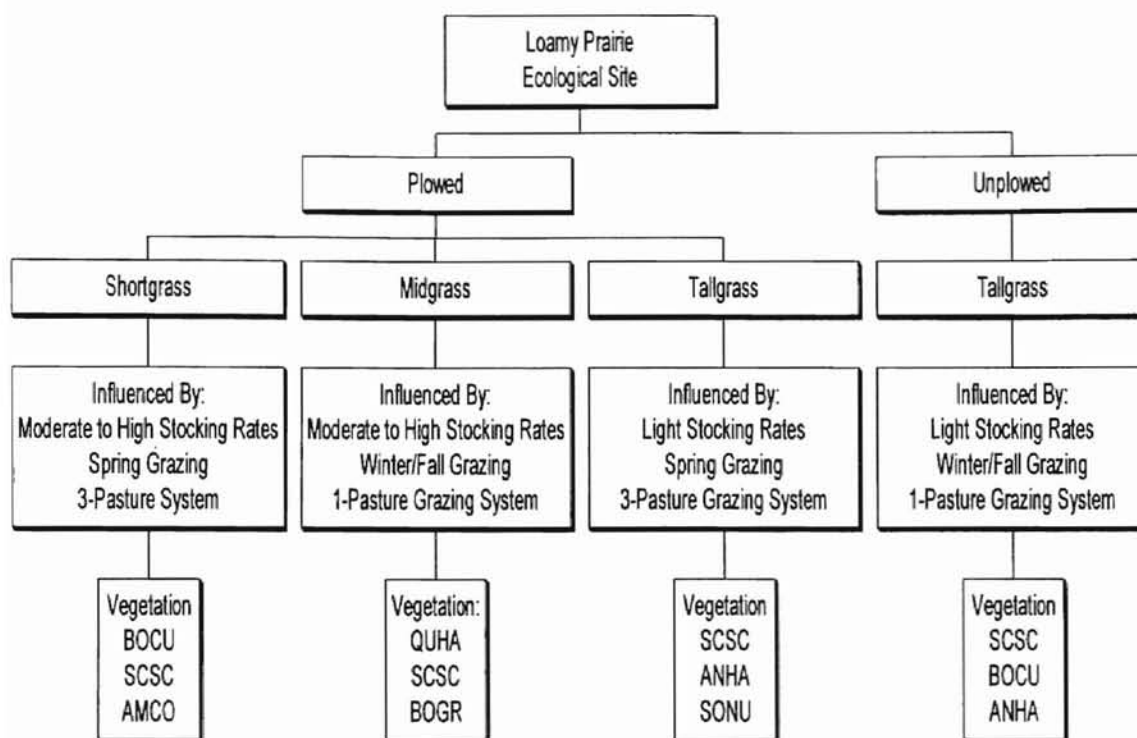 Loamy Prairie
Ecological Site
Plowed
Unplowed
Shortgrass
Midgrass
Tallgrass
Tallgrass
Influenced By:
Moderate to High Stocking Rates
Spring Grazing
3-Pasture System
Influenced By:
Moderate to High Stocking Rates
Winter/Fall Grazing
1-Pasture Grazing System
Influenced By:
Light Stocking Rates
Spring Grazing
3-Pasture Grazing System
Influenced By:
Light Stocking Rates
Winter/Fall Grazing
1-Pasture Grazing System
Vegetation
BOCU
SCSC
AMCO
Vegetation:
QUHA
SCSC
BOGR
Vegetation
SCSC
ANHA
SONU
Vegetation
SCSC
BOCU
ANHA